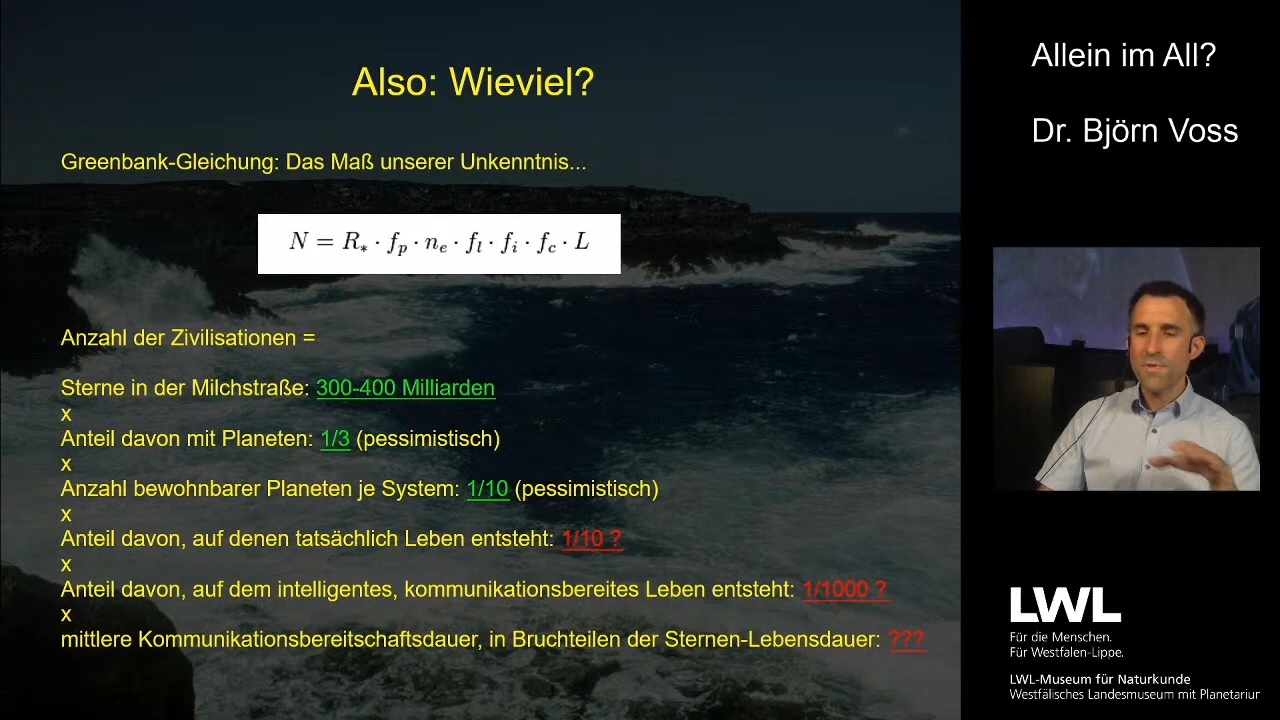 Also: Wieviel?
Greenbank-Gleichung: Das Maß unserer Unkenntnis...
N = R* · fp · ne · fl · fi · fc · L
Anzahl der Zivilisationen =
Sterne in der Milchstraße: 300-400 Milliarden
x
Anteil davon mit Planeten: 1/3 (pessimistisch)
x
Anzahl bewohnbarer Planeten je System: 1/10 (pessimistisch)
x
Anteil davon, auf denen tatsächlich Leben entsteht: 1/10 ?
x
Anteil davon, auf dem intelligentes, kommunikationsbereites Leben entsteht: 1/1000 ?
x
mittlere Kommunikationsbereitschaftsdauer, in Bruchteilen der Sternen-Lebensdauer: ???
Allein im All?
Dr. Björn Voss
LWL
Für die Menschen.
Für Westfalen-Lippe.
LWL-Museum für Naturkunde
Westfälisches Landesmuseum mit Planetariur